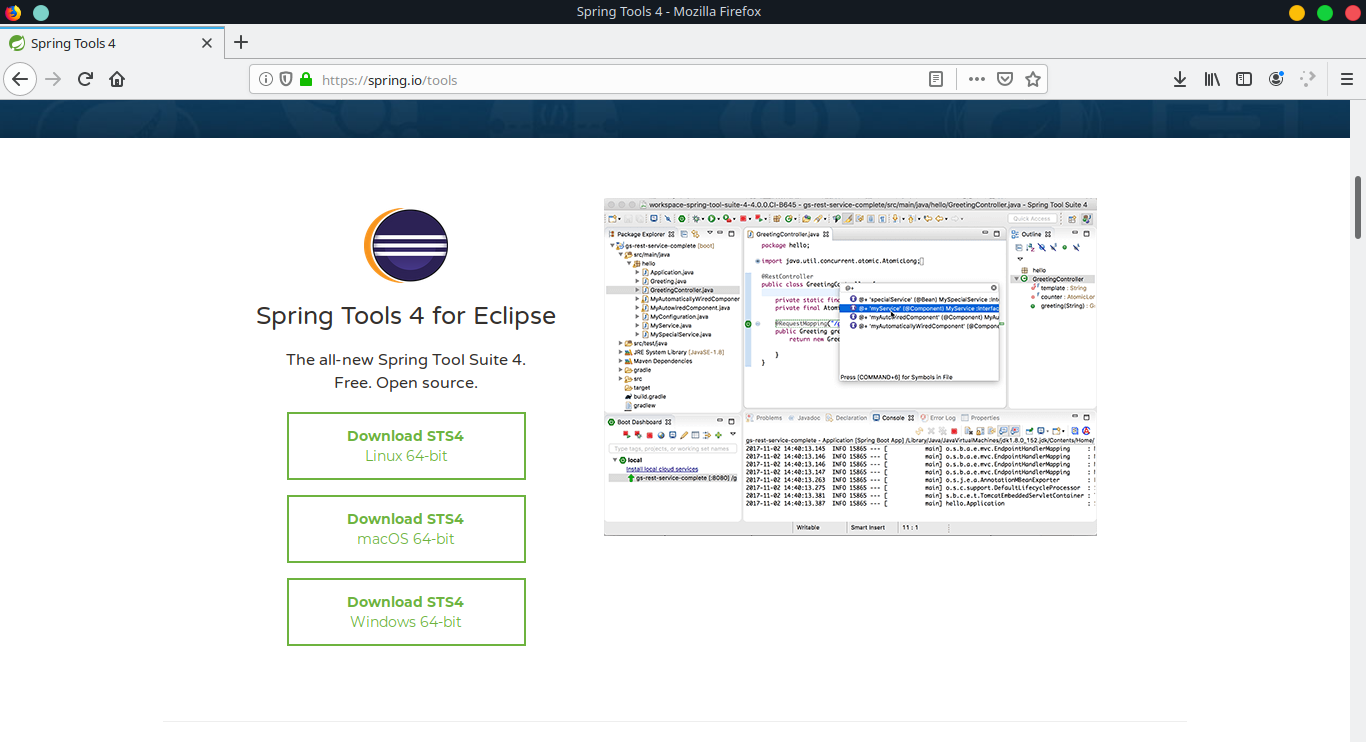 Spring Tools 4 - Mozilla Firefox
Spring Tools 4
https://spring.io/tools
Spring Tools 4 for Eclipse
The all-new Spring Tool Suite 4.
Free. Open source.
Download STS4
Linux 64-bit
Download STS4
macOS 64-bit
Download STS4
Windows 64-bit
workspace-spring-tool-suite-4-4.0.0.CI-B645 - gs-rest-service-complete/src/main/java/hello/GreetingController.java - Spring Tool Suite 4
Quick Access
Package Explorer
gs-rest-service-complete [boot]
src/main/java
hello
Application.java
Greeting.java
GreetingController.java
MyAutomaticallyWiredComponer
MyAutowiredComponent.java
MyConfiguration.java
MyService.java
MySpecialService.java
src/test/java
JRE System Library [JavaSE-1.8]
Maven Dependencies
gradle
src
target
build.gradle
gradlew
GreetingController.java
package hello;
import java.util.concurrent.atomic.AtomicLong;
@RestController
public class GreetingCont
private static fin
private final Atom
@RequestMapping("/g
public Greeting gre
return new Gree
}
}
@+
@+ 'specialService' (@Bean) MySpecialService
@+ 'myService' (@Component) MyService
@+ 'myAutowiredComponent' (@Component) MyAu
@+ 'myAutomaticallyWiredComponent' (@Compone
Press [COMMAND+6] for Symbols in File
Outline
hello
GreetingController
template : String
counter : AtomicLon
greeting(String) : G
Boot Dashboard
Type tags, projects, or working set names
local
Install local cloud services
gs-rest-service-complete [:8080] /g
Problems Javadoc Declaration Console Error Log Properties
gs-rest-service-complete - Application [Spring Boot App] /Library/Java/JavaVirtualMachines/jdk1.8.0_152.jdk/Contents/Home/
2017-11-02 14:40:13.145 INFO 15865 --- [ main] o.s.b.a.e.mvc.EndpointHandlerMapping :
2017-11-02 14:40:13.146 INFO 15865 --- [ main] o.s.b.a.e.mvc.EndpointHandlerMapping :
2017-11-02 14:40:13.146 INFO 15865 --- [ main] o.s.b.a.e.mvc.EndpointHandlerMapping :
2017-11-02 14:40:13.147 INFO 15865 --- [ main] o.s.b.a.e.mvc.EndpointHandlerMapping :
2017-11-02 14:40:13.263 INFO 15865 --- [ main] o.s.j.e.a.AnnotationMBeanExporter :
2017-11-02 14:40:13.275 INFO 15865 --- [ main] o.s.c.support.DefaultLifecycleProcessor :
2017-11-02 14:40:13.381 INFO 15865 --- [ main] s.b.c.e.t.TomcatEmbeddedServletContainer :
2017-11-02 14:40:13.387 INFO 15865 --- [ main] hello.Application :
Writable Smart Insert 11 : 1